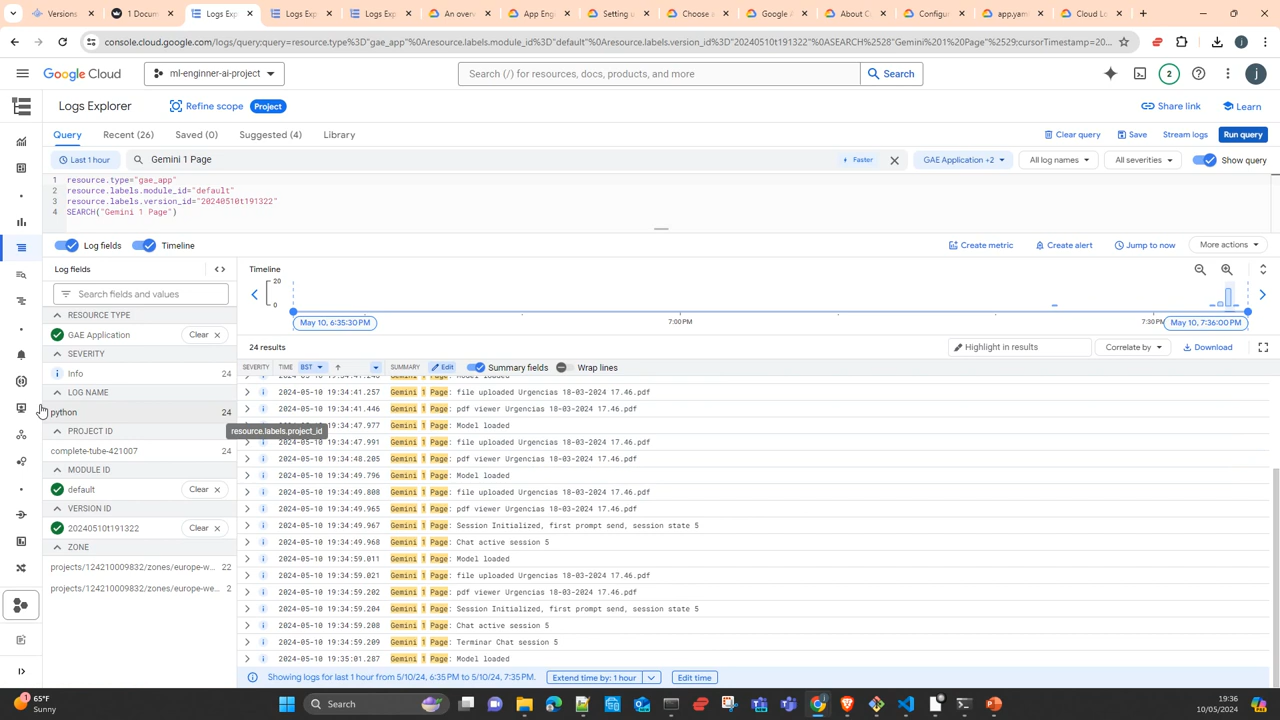 Versions
1 Docum
Logs Expl
Logs Exp
Logs Exp
An overv
App Eng
Setting u
Choose a
Google A
About Cl
Configur
app.yam
Cloud Lo
console.cloud.google.com/logs/query;query=resource.type%3D"gae_app"%0Aresource.labels.module_id%3D"default"%0Aresource.labels.version_id%3D"20240510t191322"%0ASEARCH%2528"Gemini%201%20Page"%2529;cursorTimestamp=20...
Google Cloud
ml-enginner-ai-project
Search (/) for resources, docs, products, and more
Search
2
j
Logs Explorer
Refine scope
Project
Share link
Learn
Query
Recent (26)
Saved (0)
Suggested (4)
Library
Clear query
Save
Stream logs
Run query
Last 1 hour
Gemini 1 Page
Faster
GAE Application +2
All log names
All severities
Show query
1 resource.type="gae_app"
2 resource.labels.module_id="default"
3 resource.labels.version_id="20240510t191322"
4 SEARCH("Gemini 1 Page")
Log fields
Timeline
Create metric
Create alert
Jump to now
More actions
Log fields
Search fields and values
RESOURCE TYPE
GAE Application
Clear
SEVERITY
Info 24
LOG NAME
python 24
PROJECT ID
resource.labels.project_id
complete-tube-421007 24
MODULE ID
default
Clear
VERSION ID
20240510t191322
Clear
ZONE
projects/124210009832/zones/europe-w... 22
projects/124210009832/zones/europe-we... 2
Timeline
20
0
May 10, 6:35:30 PM
7:00 PM
7:30 PM
May 10, 7:36:00 PM
24 results
Highlight in results
Correlate by
Download
SEVERITY
TIME
BST
SUMMARY
Edit
Summary fields
Wrap lines
2024-05-10 19:34:41.257 Gemini 1 Page: file uploaded Urgencias 18-03-2024 17.46.pdf
2024-05-10 19:34:41.446 Gemini 1 Page: pdf viewer Urgencias 18-03-2024 17.46.pdf
2024-05-10 19:34:47.977 Gemini 1 Page: Model loaded
2024-05-10 19:34:47.991 Gemini 1 Page: file uploaded Urgencias 18-03-2024 17.46.pdf
2024-05-10 19:34:48.205 Gemini 1 Page: pdf viewer Urgencias 18-03-2024 17.46.pdf
2024-05-10 19:34:49.796 Gemini 1 Page: Model loaded
2024-05-10 19:34:49.808 Gemini 1 Page: file uploaded Urgencias 18-03-2024 17.46.pdf
2024-05-10 19:34:49.965 Gemini 1 Page: pdf viewer Urgencias 18-03-2024 17.46.pdf
2024-05-10 19:34:49.967 Gemini 1 Page: Session Initialized, first prompt send, session state 5
2024-05-10 19:34:49.968 Gemini 1 Page: Chat active session 5
2024-05-10 19:34:59.011 Gemini 1 Page: Model loaded
2024-05-10 19:34:59.021 Gemini 1 Page: file uploaded Urgencias 18-03-2024 17.46.pdf
2024-05-10 19:34:59.202 Gemini 1 Page: pdf viewer Urgencias 18-03-2024 17.46.pdf
2024-05-10 19:34:59.204 Gemini 1 Page: Session Initialized, first prompt send, session state 5
2024-05-10 19:34:59.208 Gemini 1 Page: Chat active session 5
2024-05-10 19:34:59.209 Gemini 1 Page: Terminar Chat session 5
2024-05-10 19:35:01.287 Gemini 1 Page: Model loaded
Showing logs for last 1 hour from 5/10/24, 6:35 PM to 5/10/24, 7:35 PM.
Extend time by: 1 hour
Edit time
65°F
Sunny
Search
19:36
10/05/2024